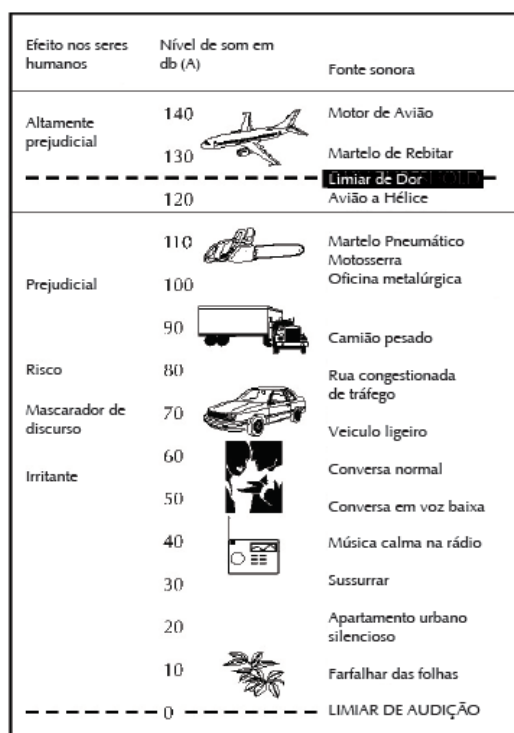 Efeito nos seres
humanos
Nível de som em
db (A)
Fonte sonora
Altamente
prejudicial
140
Motor de Avião
130
Martelo de Rebitar
Limiar de Dor
120
Avião a Hélice
110
Martelo Pneumático
Motosserra
Prejudicial
100
Oficina metalúrgica
90
Camião pesado
Risco
80
Rua congestionada
de tráfego
Mascarador de
discurso
70
Veiculo ligeiro
60
Conversa normal
Irritante
50
Conversa em voz baixa
40
Música calma na rádio
30
Sussurrar
20
Apartamento urbano
silencioso
10
Farfalhar das folhas
0
LIMIAR DE AUDIÇÃO